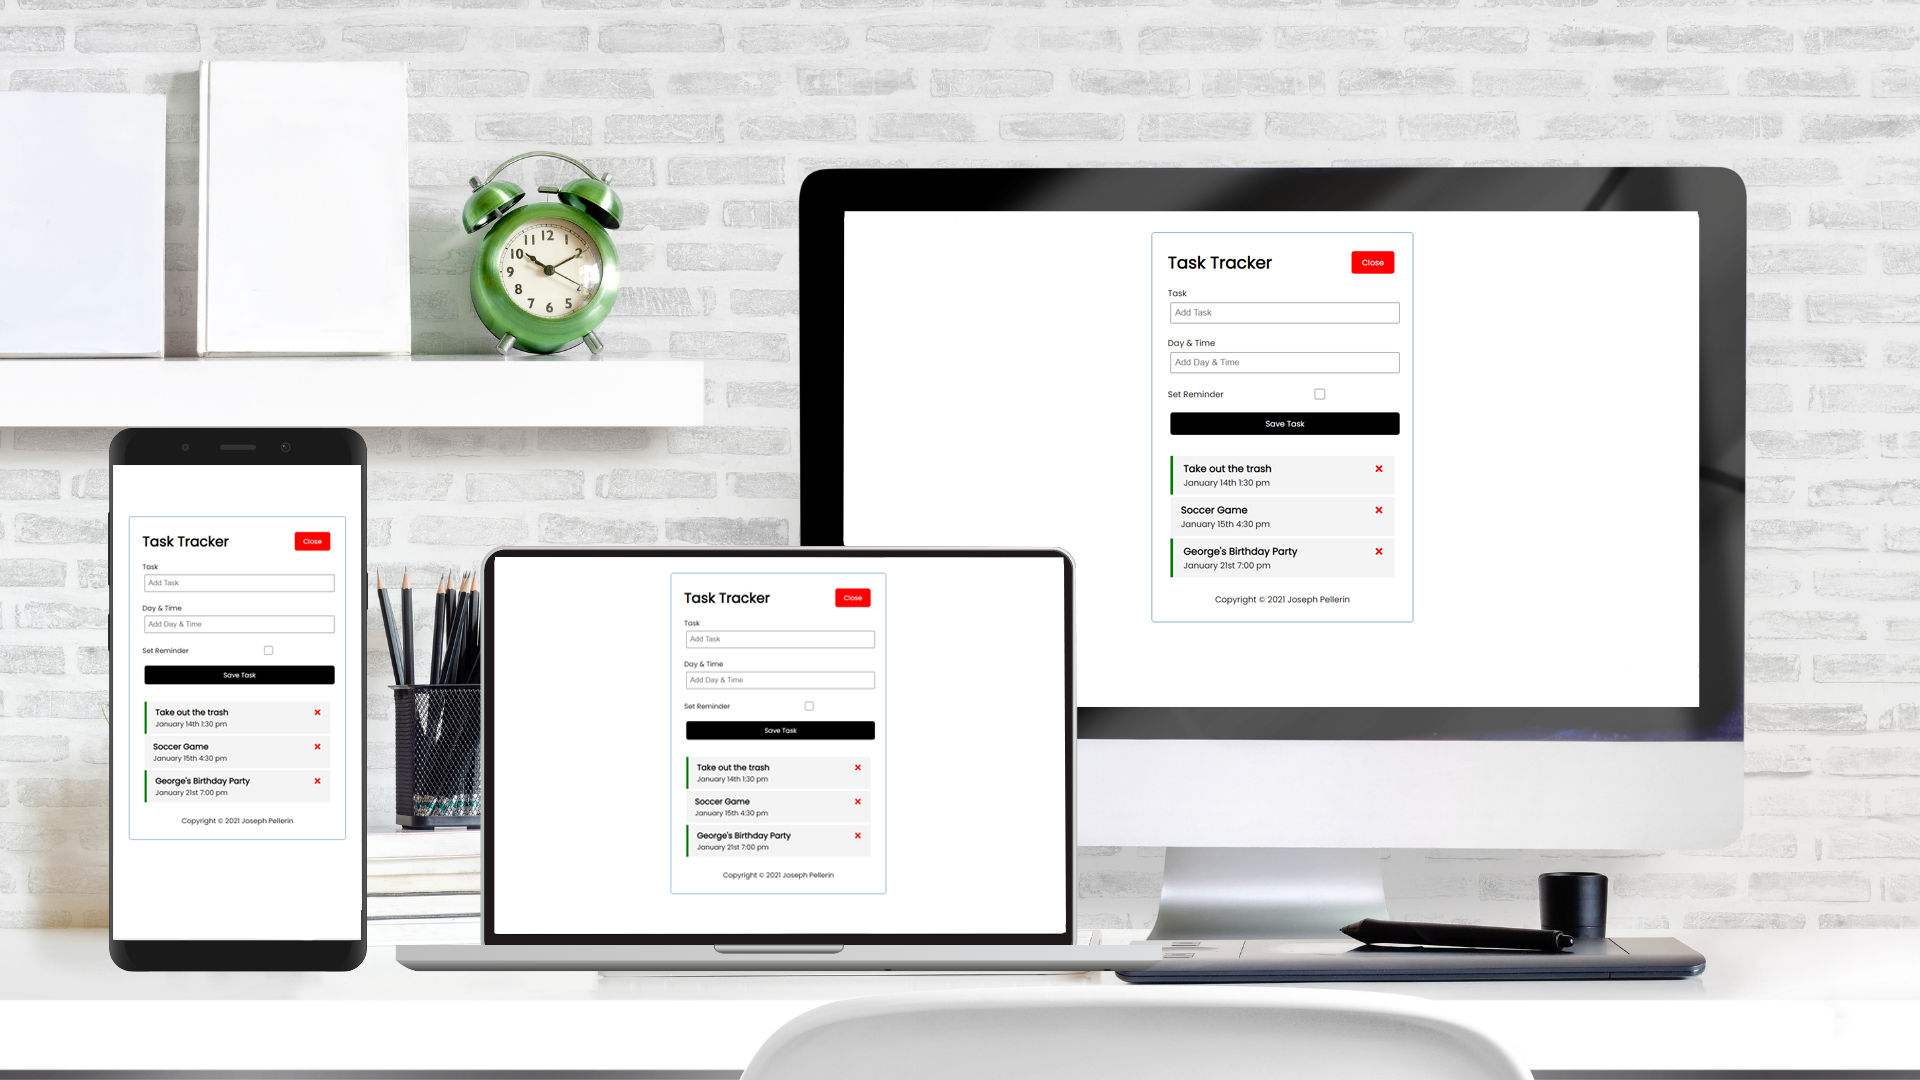 11 12 1
10 2
9
8
7 6 5
Task Tracker
Close
Task
Add Task
Day & Time
Add Day & Time
Set Reminder
Save Task
Take out the trash
January 14th 1:30 pm
Soccer Game
January 15th 4:30 pm
George's Birthday Party
January 21st 7:00 pm
Copyright © 2021 Joseph Pellerin
Task Tracker
Close
Task
Add Task
Day & Time
Add Day & Time
Set Reminder
Save Task
Take out the trash
January 14th 1:30 pm
Soccer Game
January 15th 4:30 pm
George's Birthday Party
January 21st 7:00 pm
Copyright © 2021 Joseph Pellerin
Task Tracker
Close
Task
Add Task
Day & Time
Add Day & Time
Set Reminder
Save Task
Take out the trash
January 14th 1:30 pm
Soccer Game
January 15th 4:30 pm
George's Birthday Party
January 21st 7:00 pm
Copyright © 2021 Joseph Pellerin